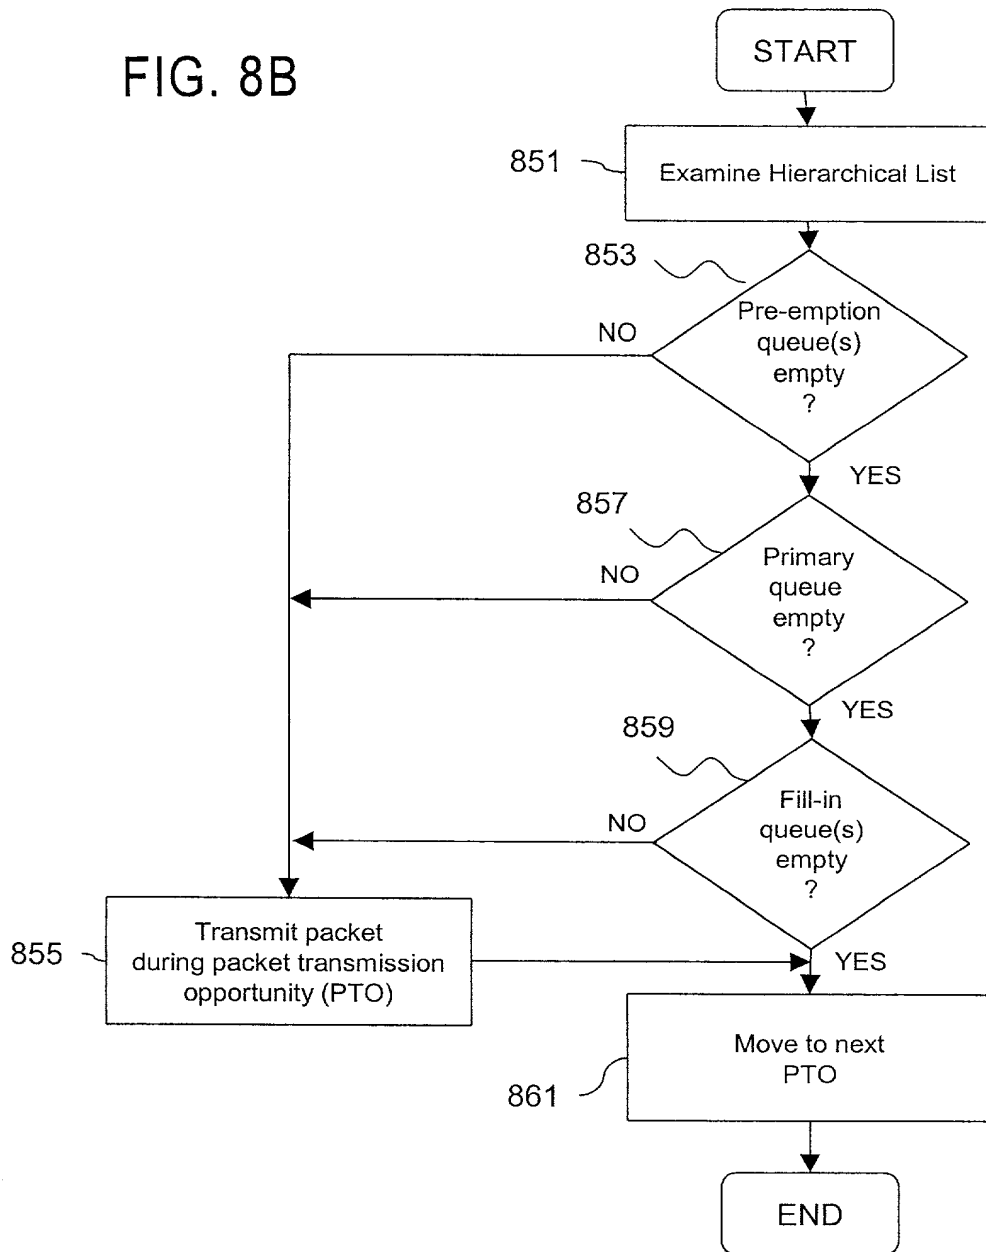 FIG. 8B
START
851
Examine Hierarchical List
853
Pre-emption
queue(s)
empty
?
NO
YES
857
Primary
queue
empty
?
NO
YES
859
Fill-in
queue(s)
empty
?
NO
YES
855
Transmit packet
during packet transmission
opportunity (PTO)
861
Move to next
PTO
END